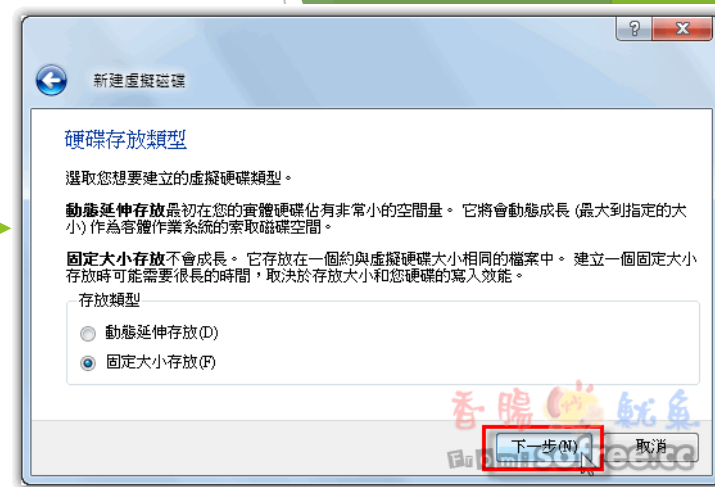 新建虛擬磁碟
硬碟存放類型
選取您想要建立的虛擬硬碟類型。
動態延伸存放最初在您的實體硬碟佔有非常小的空間量。 它將會動態成長 (最大到指定的大
小) 作為客體作業系統的索取磁碟空間。
固定大小存放不會成長。 它存放在一個約與虛擬硬碟大小相同的檔案中。 建立一個固定大小
存放時可能需要很長的時間，取決於存放大小和您硬碟的寫入效能。
存放類型
動態延伸存放(D)
固定大小存放(F)
香腸 魷魚
下一步(N)
取消